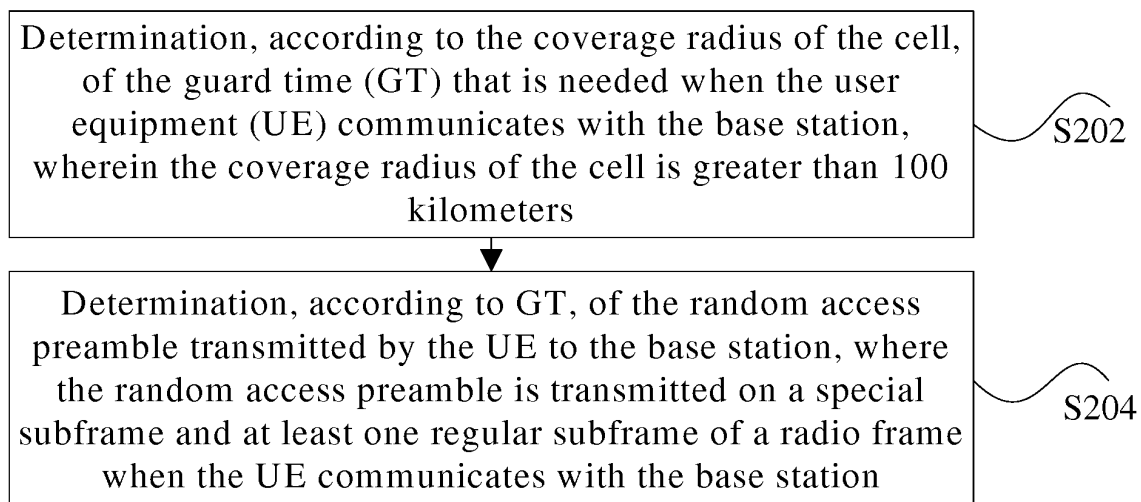 Determination, according to the coverage radius of the cell,
of the guard time (GT) that is needed when the user
equipment (UE) communicates with the base station,
wherein the coverage radius of the cell is greater than 100
kilometers
S202
Determination, according to GT, of the random access
preamble transmitted by the UE to the base station, where
the random access preamble is transmitted on a special
subframe and at least one regular subframe of a radio frame
when the UE communicates with the base station
S204